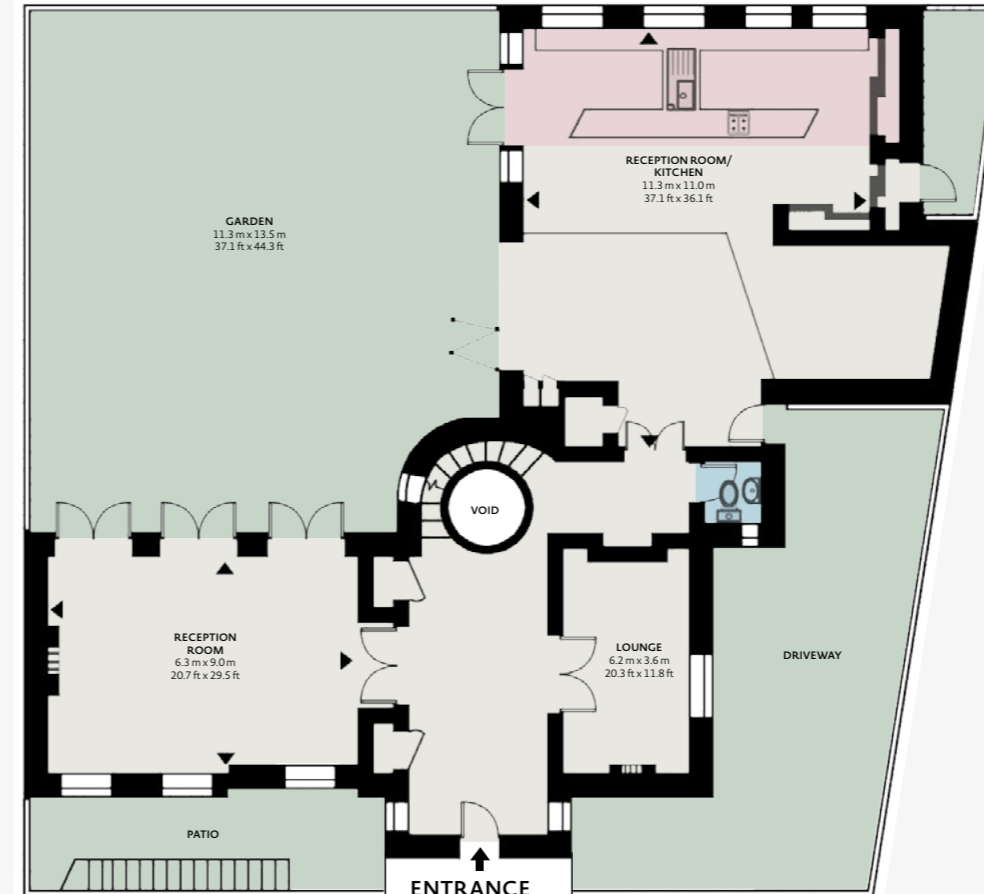 RECEPTION ROOM/
KITCHEN
11.3 m x 11.0 m
37.1 ft x 36.1 ft
GARDEN
11.3 m x 13.5 m
37.1 ft x 44.3 ft
VOID
RECEPTION
ROOM
6.3 m x 9.0 m
20.7 ft x 29.5 ft
LOUNGE
6.2 m x 3.6 m
20.3 ft x 11.8 ft
DRIVEWAY
PATIO
ENTRANCE